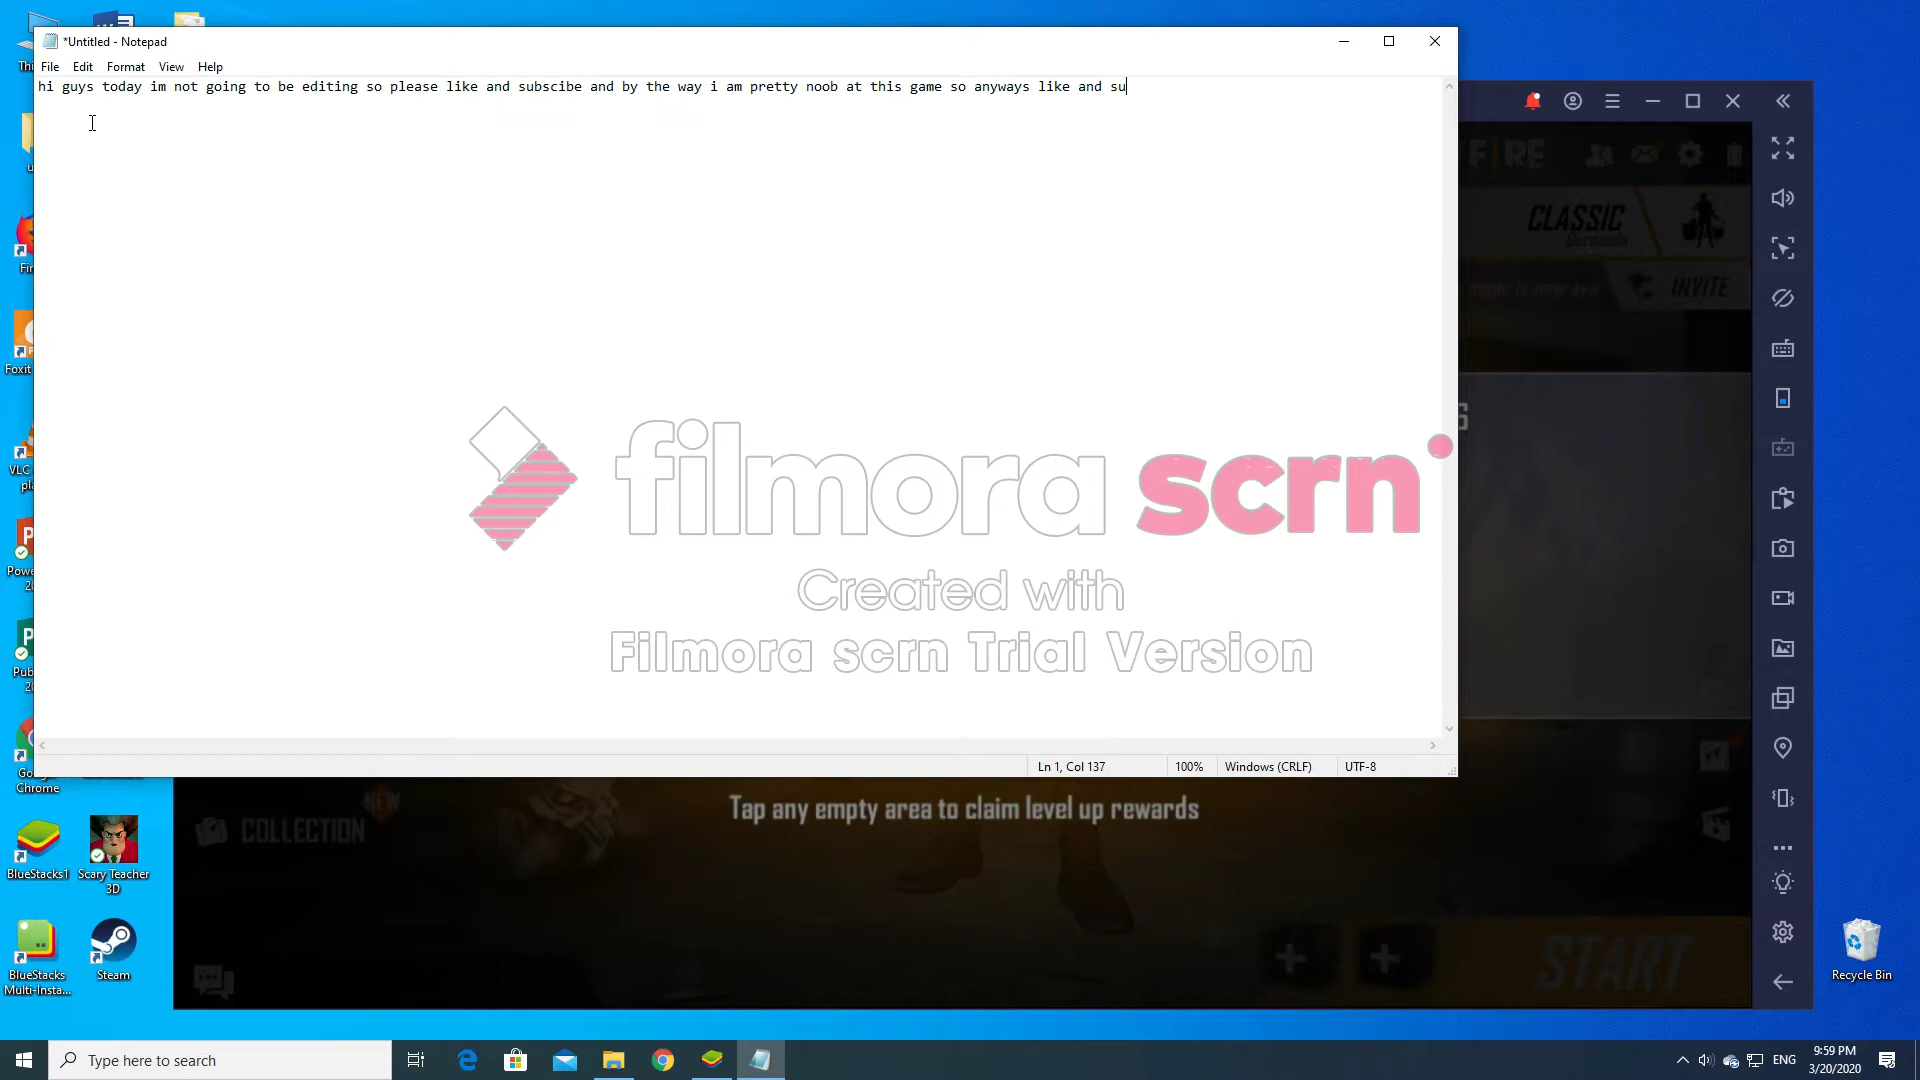 *Untitled - Notepad
File Edit Format View Help
hi guys today im not going to be editing so please like and subscibe and by the way i am pretty noob at this game so anyways like and su
CLASSIC
INVITE
filmora scrn
Created with
Filmora scrn Trial Version
Ln 1, Col 137 100% Windows (CRLF) UTF-8
NEW
COLLECTION
Tap any empty area to claim level up rewards
START
Foxit
VLC
Google
Chrome
BlueStacks1
Scary Teacher
3D
BlueStacks
Multi-Insta...
Steam
Recycle Bin
Type here to search
ENG
9:59 PM
3/20/2020